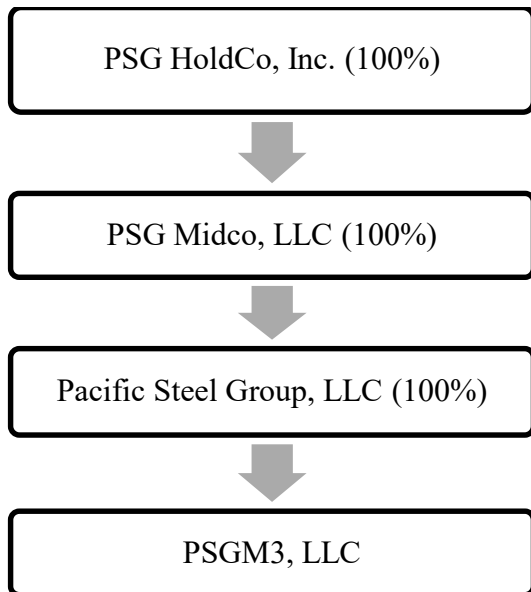 PSG HoldCo, Inc. (100%)
PSG Midco, LLC (100%)
Pacific Steel Group, LLC (100%)
PSGM3, LLC